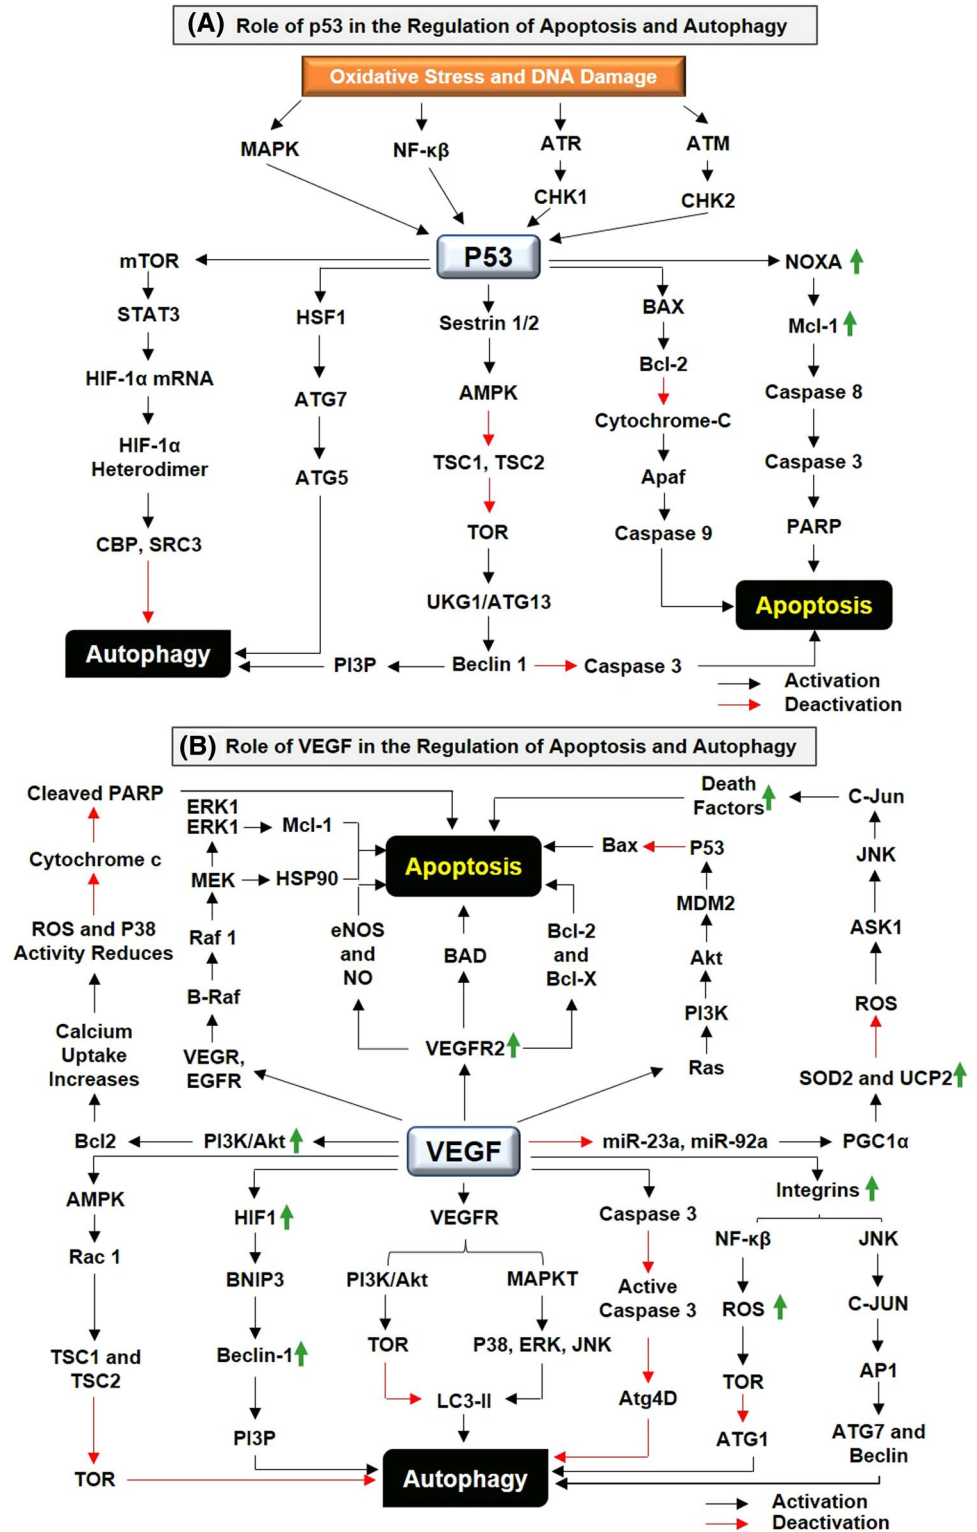 (A) Role of p53 in the Regulation of Apoptosis and Autophagy
Oxidative Stress and DNA Damage
MAPK
NF-κβ
ATR
ATM
CHK1
CHK2
P53
mTOR
STAT3
HIF-1α mRNA
HIF-1α
Heterodimer
CBP, SRC3
HSF1
ATG7
ATG5
Sestrin 1/2
AMPK
TSC1, TSC2
TOR
UKG1/ATG13
Beclin 1
PI3P
Caspase 3
BAX
Bcl-2
Cytochrome-C
Apaf
Caspase 9
NOXA
Mcl-1
Caspase 8
Caspase 3
PARP
Apoptosis
Autophagy
Activation
Deactivation
(B) Role of VEGF in the Regulation of Apoptosis and Autophagy
Cleaved PARP
Cytochrome c
ROS and P38
Activity Reduces
Calcium
Uptake
Increases
Bcl2
PI3K/Akt
ERK1
ERK1
Mcl-1
MEK
HSP90
Raf 1
B-Raf
VEGR,
EGFR
Apoptosis
eNOS
and
NO
BAD
Bcl-2
and
Bcl-X
VEGFR2
Death
Factors
C-Jun
Bax
P53
MDM2
Akt
PI3K
Ras
JNK
ASK1
ROS
SOD2 and UCP2
VEGF
miR-23a, miR-92a
PGC1α
AMPK
Rac 1
TSC1 and
TSC2
TOR
HIF1
BNIP3
Beclin-1
PI3P
VEGFR
PI3K/Akt
MAPKT
TOR
P38, ERK, JNK
LC3-II
Caspase 3
Active
Caspase 3
Atg4D
Integrins
NF-κβ
JNK
ROS
C-JUN
TOR
AP1
ATG1
ATG7 and
Beclin
Autophagy
Activation
Deactivation